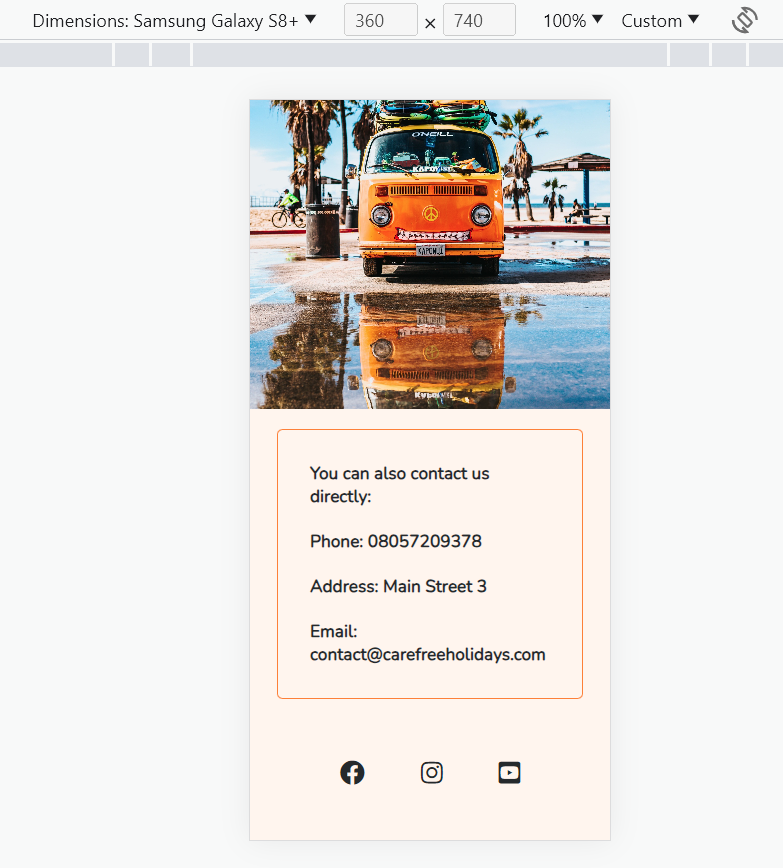 Dimensions: Samsung Galaxy S8+ 360 × 740 100% Custom
O'NEILL
KAPOWUI
You can also contact us
directly:
Phone: 08057209378
Address: Main Street 3
Email:
contact@carefreeholidays.com